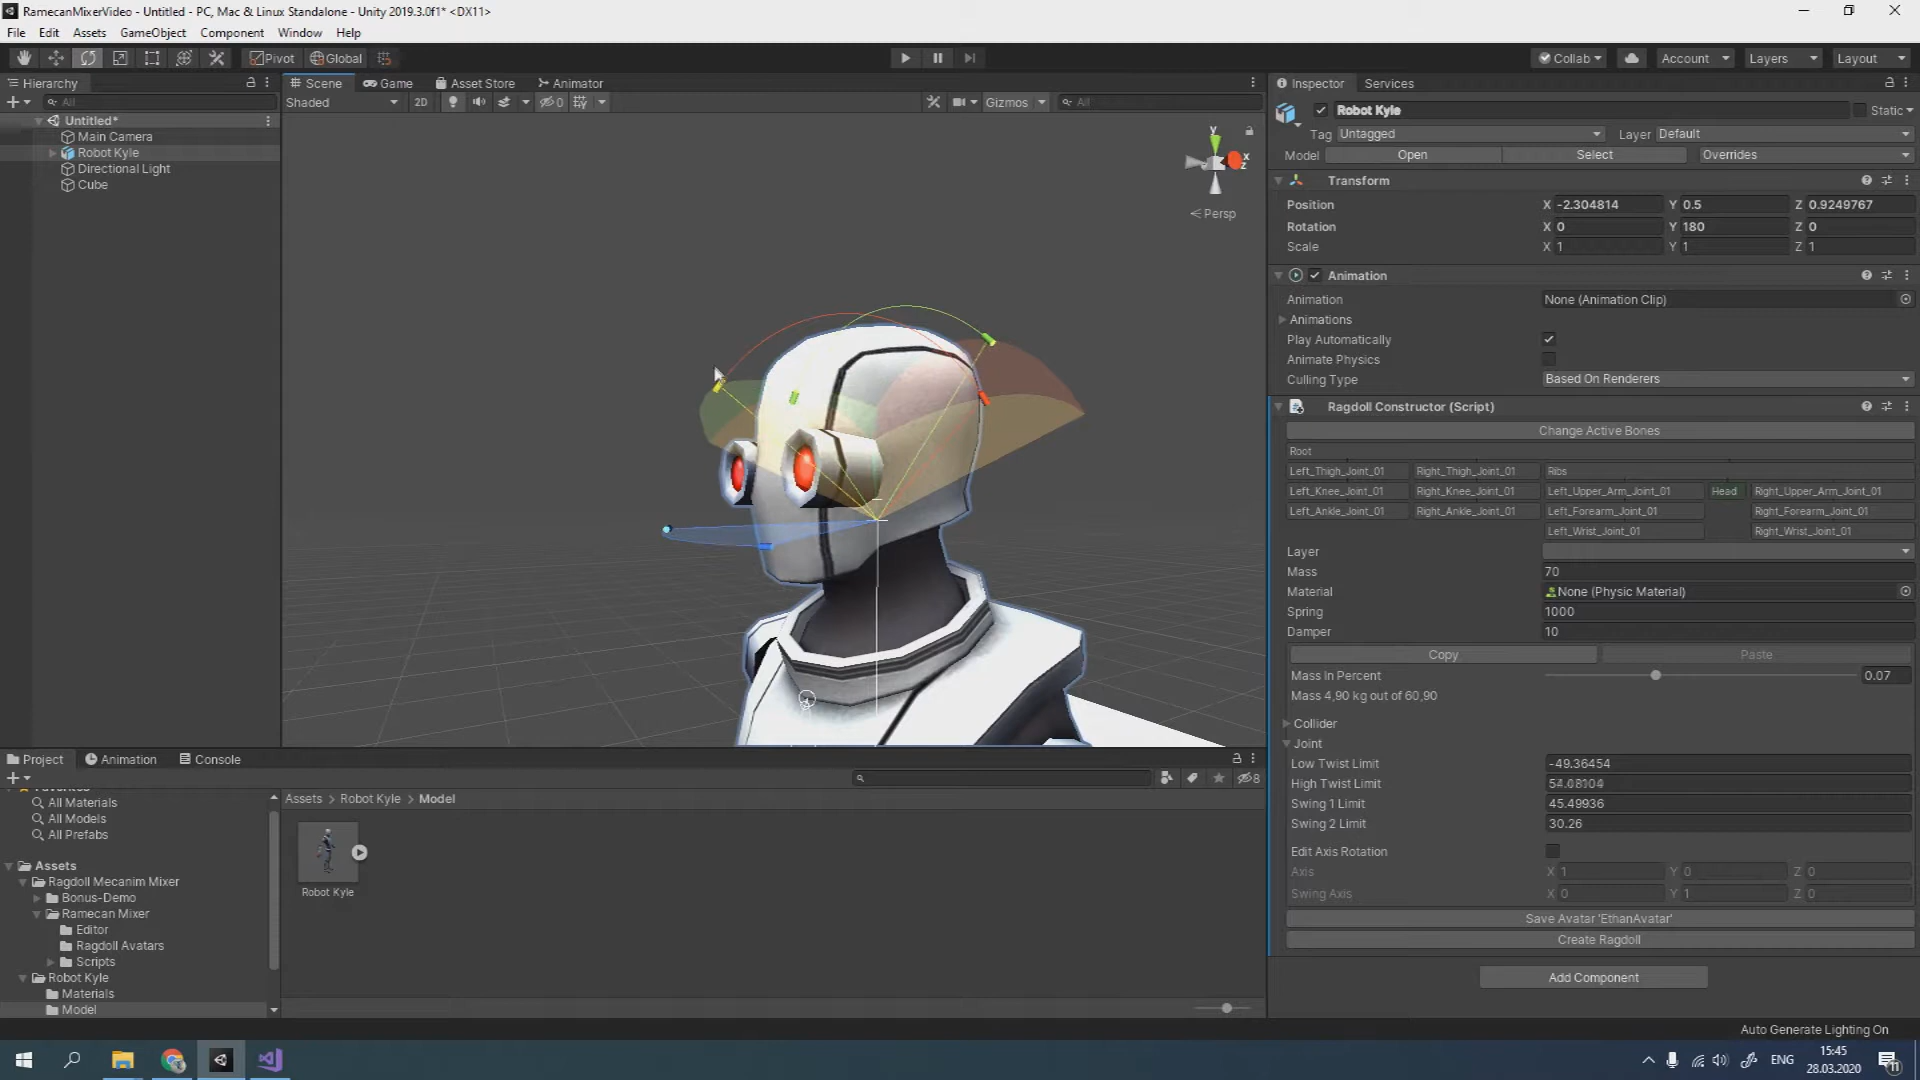 RamecanMixerVideo - Untitled - PC, Mac & Linux Standalone - Unity 2019.3.0f1* <DX11>
File Edit Assets GameObject Component Window Help
Pivot Global Collab Account Layers Layout
Hierarchy
All
Untitled*
Main Camera
Robot Kyle
Directional Light
Cube
Scene Game Asset Store Animator
Shaded 2D 0 Gizmos All
y
x
z
Persp
Inspector Services
Robot Kyle Static
Tag Untagged Layer Default
Model Open Select Overrides
Transform
Position X -2.304814 Y 0.5 Z 0.9249767
Rotation X 0 Y 180 Z 0
Scale X 1 Y 1 Z 1
Animation
Animation None (Animation Clip)
Animations
Play Automatically
Animate Physics
Culling Type Based On Renderers
Ragdoll Constructor (Script)
Change Active Bones
Root
Left_Thigh_Joint_01 Right_Thigh_Joint_01 Ribs
Left_Knee_Joint_01 Right_Knee_Joint_01 Left_Upper_Arm_Joint_01 Head Right_Upper_Arm_Joint_01
Left_Ankle_Joint_01 Right_Ankle_Joint_01 Left_Forearm_Joint_01 Right_Forearm_Joint_01
Left_Wrist_Joint_01 Right_Wrist_Joint_01
Layer
Mass 70
Material None (Physic Material)
Spring 1000
Damper 10
Copy Paste
Mass In Percent 0.07
Mass 4,90 kg out of 60,90
Collider
Joint
Low Twist Limit -49.36454
High Twist Limit
Swing 1 Limit 45.49936
Swing 2 Limit 30.26
Edit Axis Rotation
Axis X 1 Y 0 Z 0
Swing Axis X 0 Y 1 Z 0
Save Avatar 'EthanAvatar'
Create Ragdoll
Add Component
Project Animation Console
8
Favorites
All Materials
All Models
All Prefabs
Assets
Ragdoll Mecanim Mixer
Bonus-Demo
Ramecan Mixer
Editor
Ragdoll Avatars
Scripts
Robot Kyle
Materials
Model
Assets > Robot Kyle > Model
Robot Kyle
Auto Generate Lighting On
ENG
15:45
28.03.2020
11